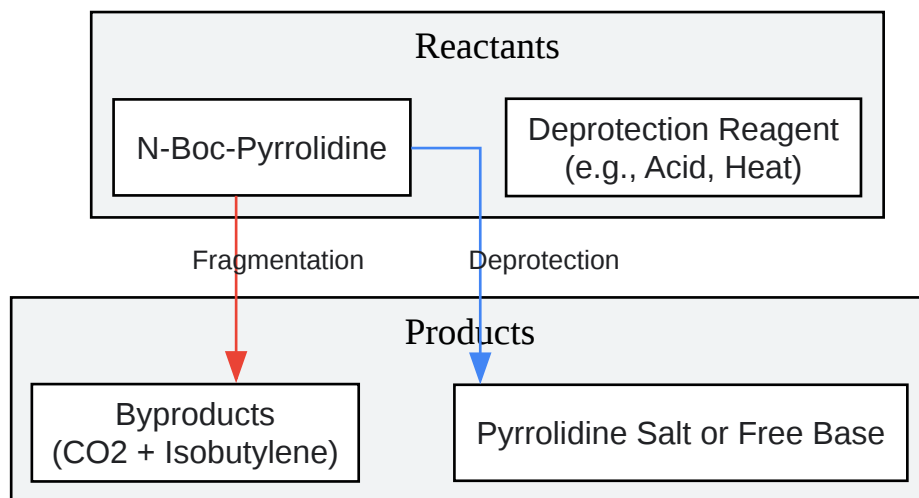 Reactants
N-Boc-Pyrrolidine
Deprotection Reagent
(e.g., Acid, Heat)
Fragmentation
Deprotection
Products
Byproducts
(CO2 + Isobutylene)
Pyrrolidine Salt or Free Base